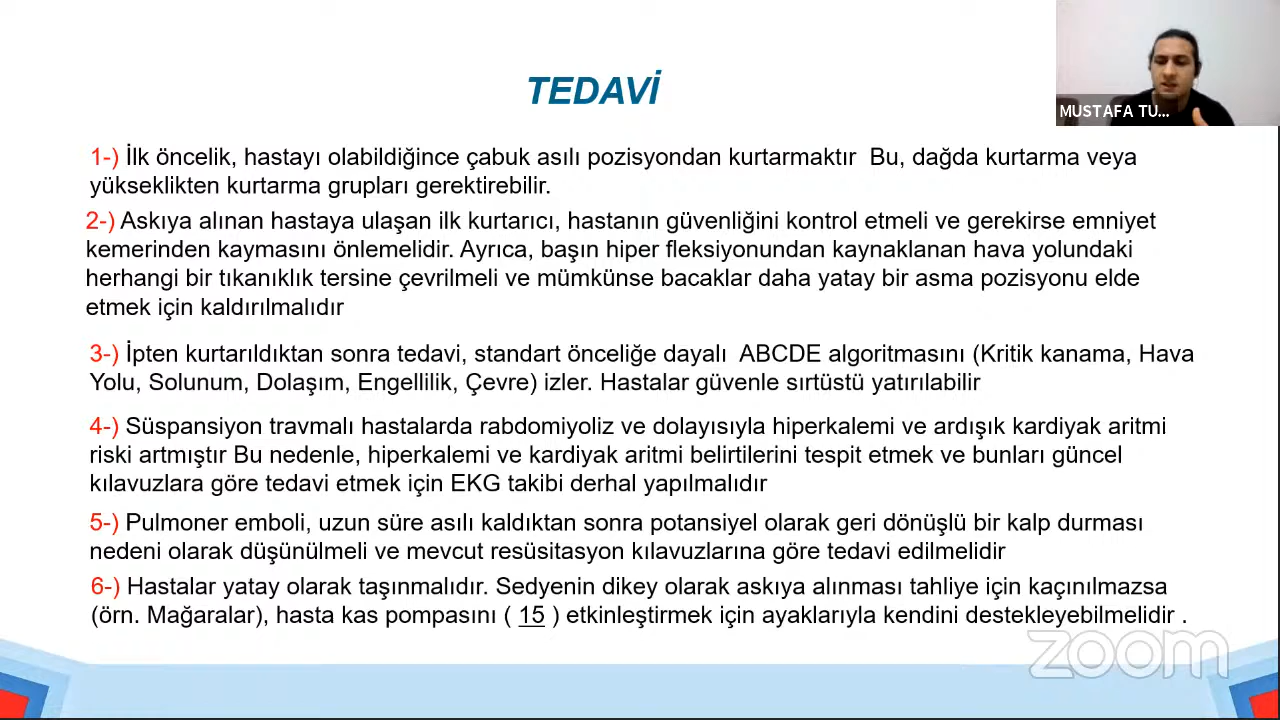 TEDAVİ
MUSTAFA TU...
1-) İlk öncelik, hastayı olabildiğince çabuk asılı pozisyondan kurtarmaktır Bu, dağda kurtarma veya
yükseklikten kurtarma grupları gerektirebilir.
2-) Askıya alınan hastaya ulaşan ilk kurtarıcı, hastanın güvenliğini kontrol etmeli ve gerekirse emniyet
kemerinden kaymasını önlemelidir. Ayrıca, başın hiper fleksiyonundan kaynaklanan hava yolundaki
herhangi bir tıkanıklık tersine çevrilmeli ve mümkünse bacaklar daha yatay bir asma pozisyonu elde
etmek için kaldırılmalıdır
3-) İpten kurtarıldıktan sonra tedavi, standart önceliğe dayalı ABCDE algoritmasını (Kritik kanama, Hava
Yolu, Solunum, Dolaşım, Engellilik, Çevre) izler. Hastalar güvenle sırtüstü yatırılabilir
4-) Süspansiyon travmalı hastalarda rabdomiyoliz ve dolayısıyla hiperkalemi ve ardışık kardiyak aritmi
riski artmıştır Bu nedenle, hiperkalemi ve kardiyak aritmi belirtilerini tespit etmek ve bunları güncel
kılavuzlara göre tedavi etmek için EKG takibi derhal yapılmalıdır
5-) Pulmoner emboli, uzun süre asılı kaldıktan sonra potansiyel olarak geri dönüşlü bir kalp durması
nedeni olarak düşünülmeli ve mevcut resüsitasyon kılavuzlarına göre tedavi edilmelidir
6-) Hastalar yatay olarak taşınmalıdır. Sedyenin dikey olarak askıya alınması tahliye için kaçınılmazsa
(örn. Mağaralar), hasta kas pompasını ( 15 ) etkinleştirmek için ayaklarıyla kendini destekleyebilmelidir .
zoom